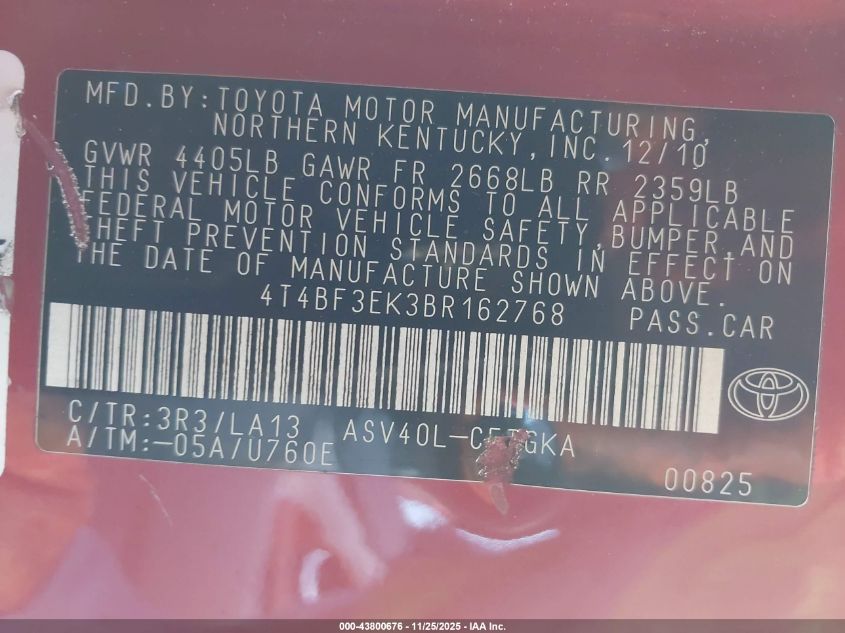 MFD.BY:TOYOTA MOTOR MANUFACTURING,
NORTHERN KENTUCKY,INC. 12/10
GVWR 4405LB GAWR FR 2668LB RR 2359LB
THIS VEHICLE CONFORMS TO ALL APPLICABLE
FEDERAL MOTOR VEHICLE SAFETY,BUMPER,AND
THEFT PREVENTION STANDARDS IN EFFECT ON
THE DATE OF MANUFACTURE SHOWN ABOVE.
4T4BF3EK3BR162768 PASS.CAR
C/TR:3R3/LA13 ASV40L-CETGKA
A/TM:-05A/U760E
00825
000-43800676 - 11/25/2025 - IAA Inc.